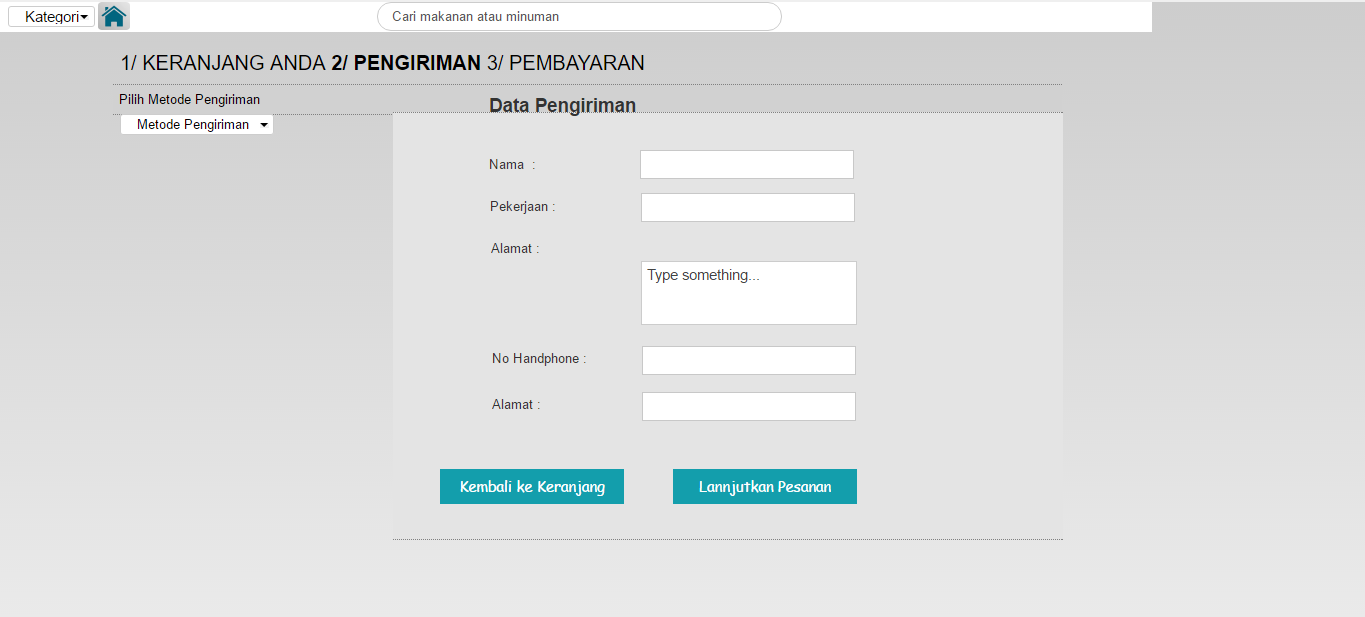 Kategori
Cari makanan atau minuman
1/ KERANJANG ANDA 2/ PENGIRIMAN 3/ PEMBAYARAN
Pilih Metode Pengiriman
Metode Pengiriman
Data Pengiriman
Nama :
Pekerjaan :
Alamat :
Type something...
No Handphone :
Alamat :
Kembali ke Keranjang
Lannjutkan Pesanan